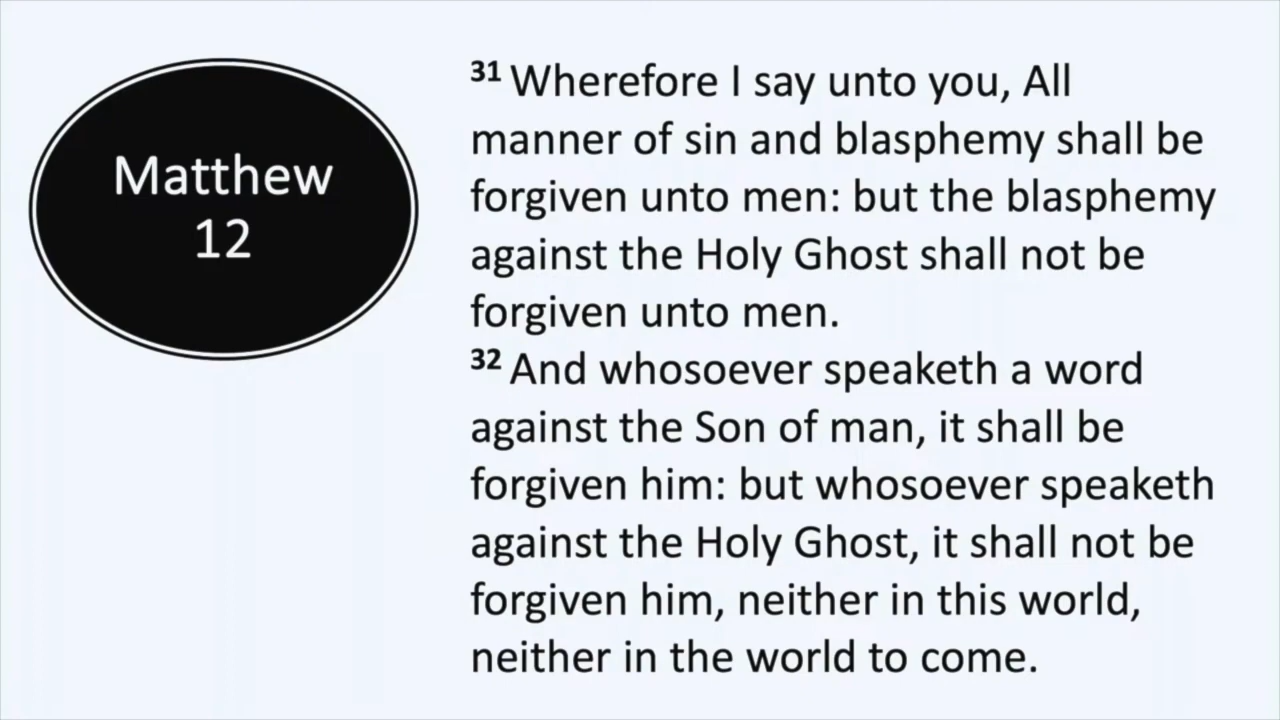 Matthew
12
31 Wherefore I say unto you, All
manner of sin and blasphemy shall be
forgiven unto men: but the blasphemy
against the Holy Ghost shall not be
forgiven unto men.
32 And whosoever speaketh a word
against the Son of man, it shall be
forgiven him: but whosoever speaketh
against the Holy Ghost, it shall not be
forgiven him, neither in this world,
neither in the world to come.